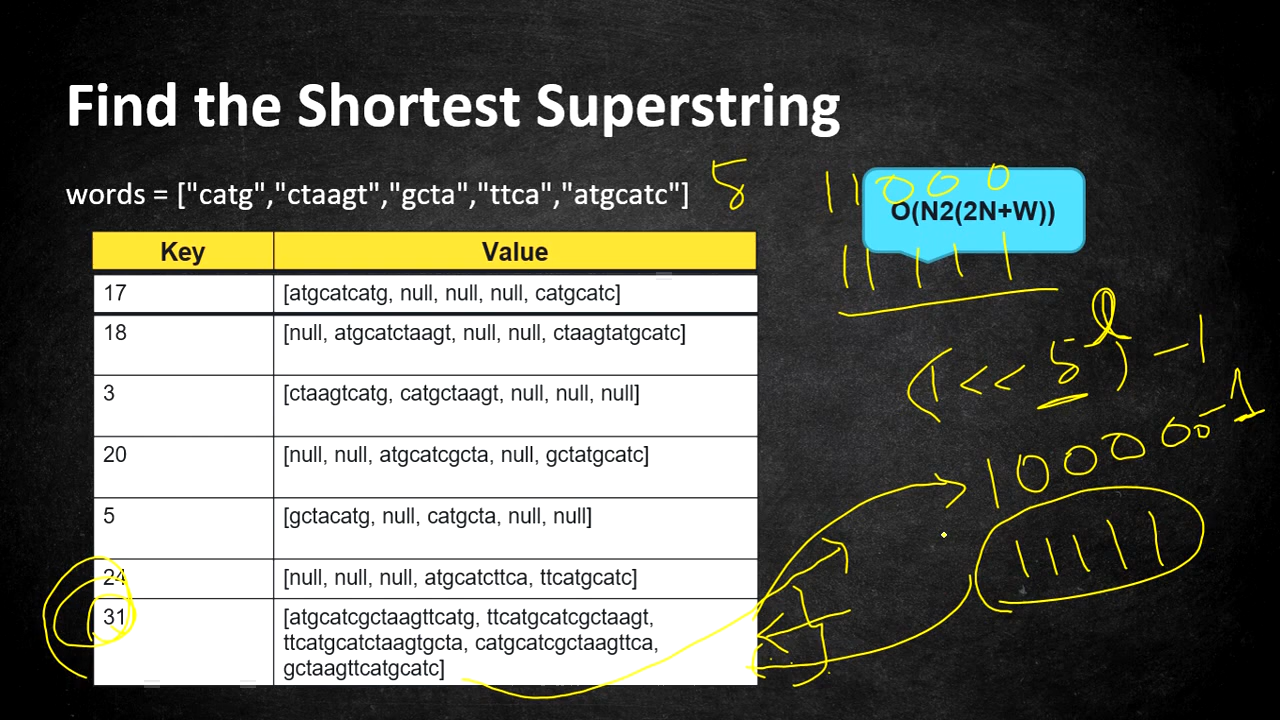 Find the Shortest Superstring
words = ["catg","ctaagt","gcta","ttca","atgcatc"] 5
11000
O(N2(2N+W))
11111
Key Value
17 [atgcatcatg, null, null, null, catgcatc]
18 [null, atgcatctaagt, null, null, ctaagtatgcatc]
3 [ctaagtcatg, catgctaagt, null, null, null]
20 [null, null, atgcatcgcta, null, gctatgcatc]
5 [gctacatg, null, catgcta, null, null]
24 [null, null, null, atgcatcttca, ttcatgcatc]
31 [atgcatcgctaagttcatg, ttcatgcatcgctaagt,
ttcatgcatctaagtgcta, catgcatcgctaagttca,
gctaagttcatgcatc]
(1 << 5) - 1
100000-1
11111